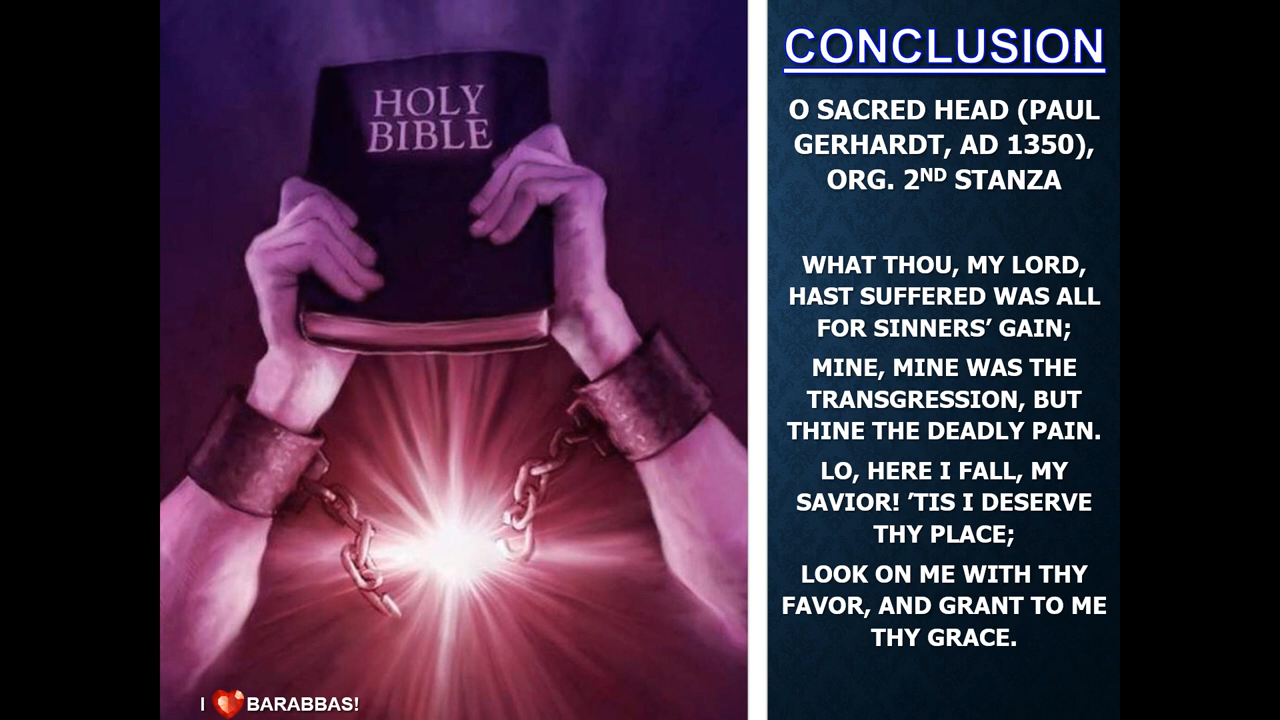 HOLY
BIBLE
I ❤ BARABBAS!
CONCLUSION
O SACRED HEAD (PAUL
GERHARDT, AD 1350),
ORG. 2ND STANZA
WHAT THOU, MY LORD,
HAST SUFFERED WAS ALL
FOR SINNERS’ GAIN;
MINE, MINE WAS THE
TRANSGRESSION, BUT
THINE THE DEADLY PAIN.
LO, HERE I FALL, MY
SAVIOR! ’TIS I DESERVE
THY PLACE;
LOOK ON ME WITH THY
FAVOR, AND GRANT TO ME
THY GRACE.